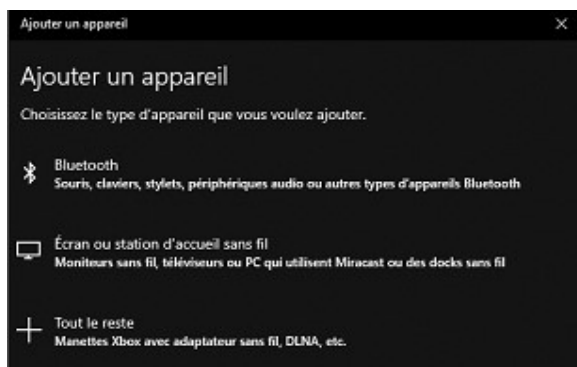 Ajouter un appareil
Ajouter un appareil
Choisissez le type d'appareil que vous voulez ajouter.
Bluetooth
Souris, claviers, stylets, périphériques audio ou autres types d'appareils Bluetooth
Écran ou station d'accueil sans fil
Moniteurs sans fil, téléviseurs ou PC qui utilisent Miracast ou des docks sans fil
Tout le reste
Manettes Xbox avec adaptateur sans fil, DLNA, etc.